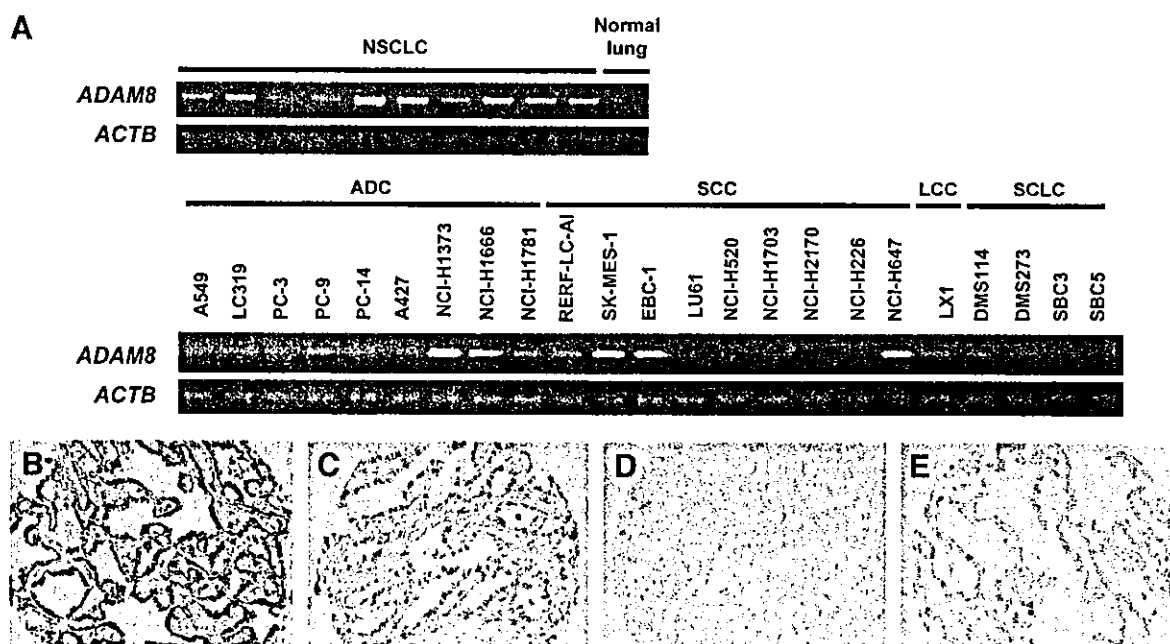 A
NSCLC
Normal lung
ADAM8
ACTB
ADC
SCC
LCC
SCLC
A549
LC319
PC-3
PC-9
PC-14
A427
NCI-H1373
NCI-H1666
NCI-H1781
RERF-LC-AI
SK-MES-1
EBC-1
LU61
NCI-H520
NCI-H1703
NCI-H2170
NCI-H226
NCI-H647
LX1
DMS114
DMS273
SBC3
SBC5
ADAM8
ACTB
B
C
D
E